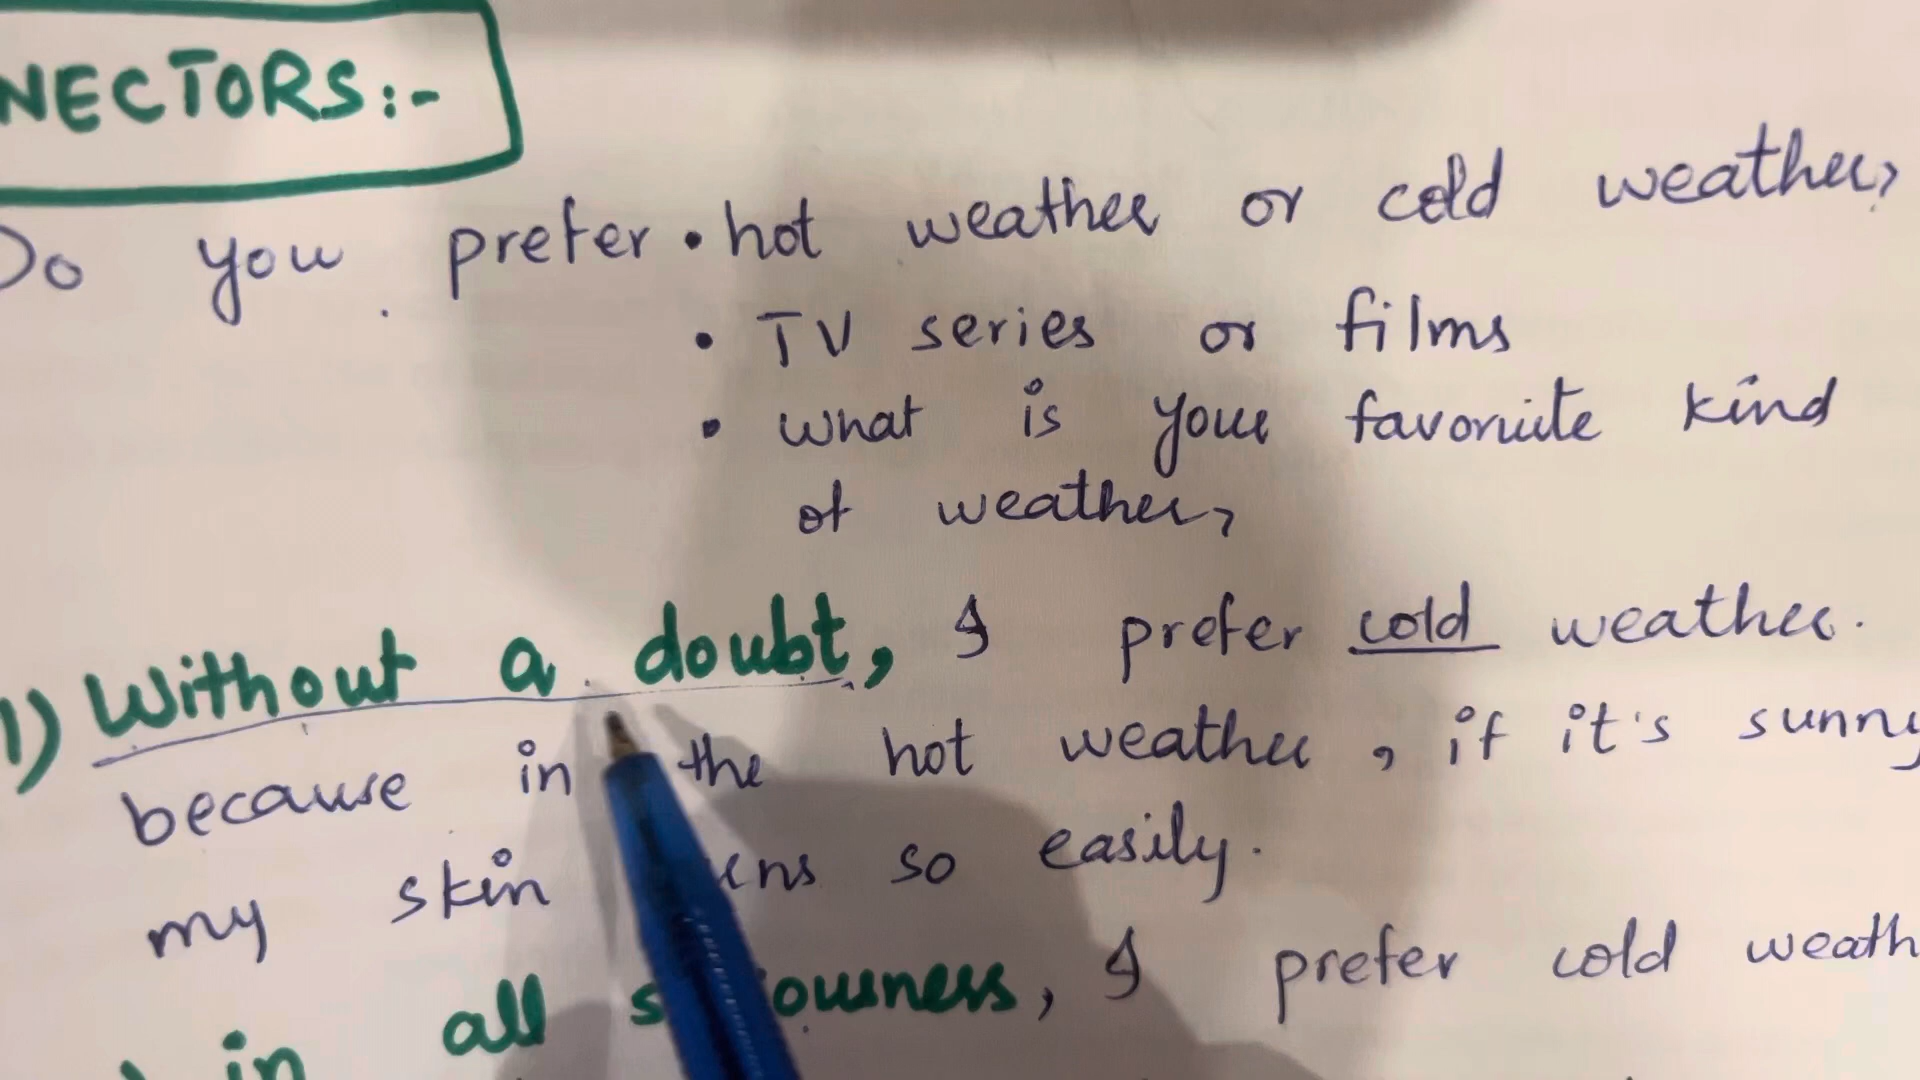 NECTORS:-
Do you prefer • hot weather or cold weather,
• TV series or films
• what is your favoruite kind
of weather,
1) Without a doubt, I prefer cold weather.
because in the hot weather, if it's sunny
my skin so easily.
in all I prefer cold weath